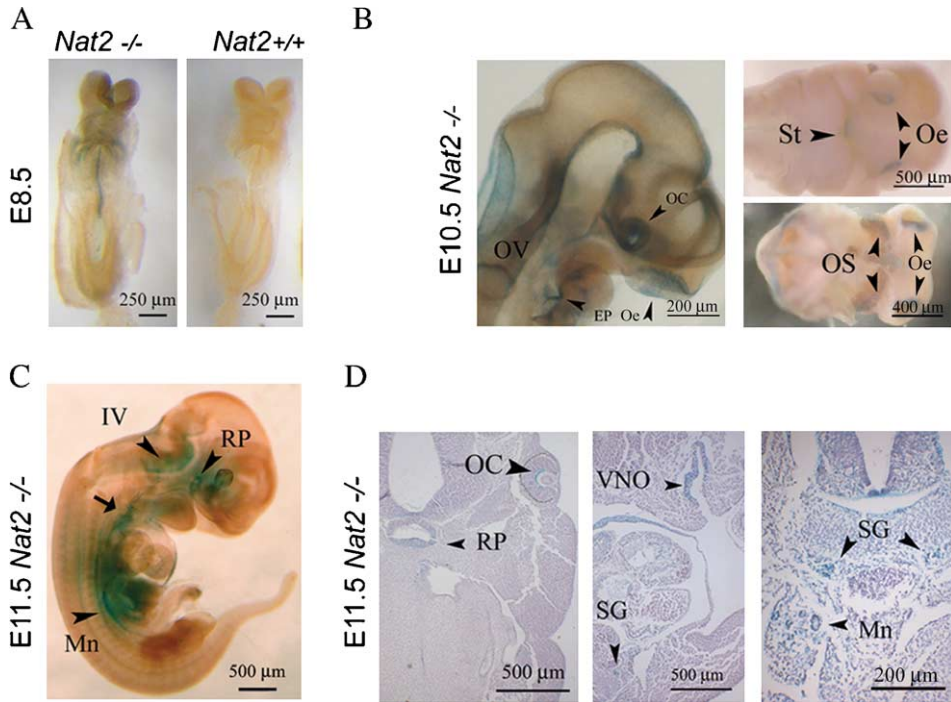 A
Nat2 -/-
Nat2+/+
E8.5
250 μm
250 μm
B
E10.5 Nat2 -/-
OV
OC
EP
Oe
200 μm
St
Oe
500 μm
OS
Oe
400 μm
C
E11.5 Nat2 -/-
IV
RP
Mn
500 μm
D
E11.5 Nat2 -/-
OC
RP
500 μm
VNO
SG
500 μm
SG
Mn
200 μm